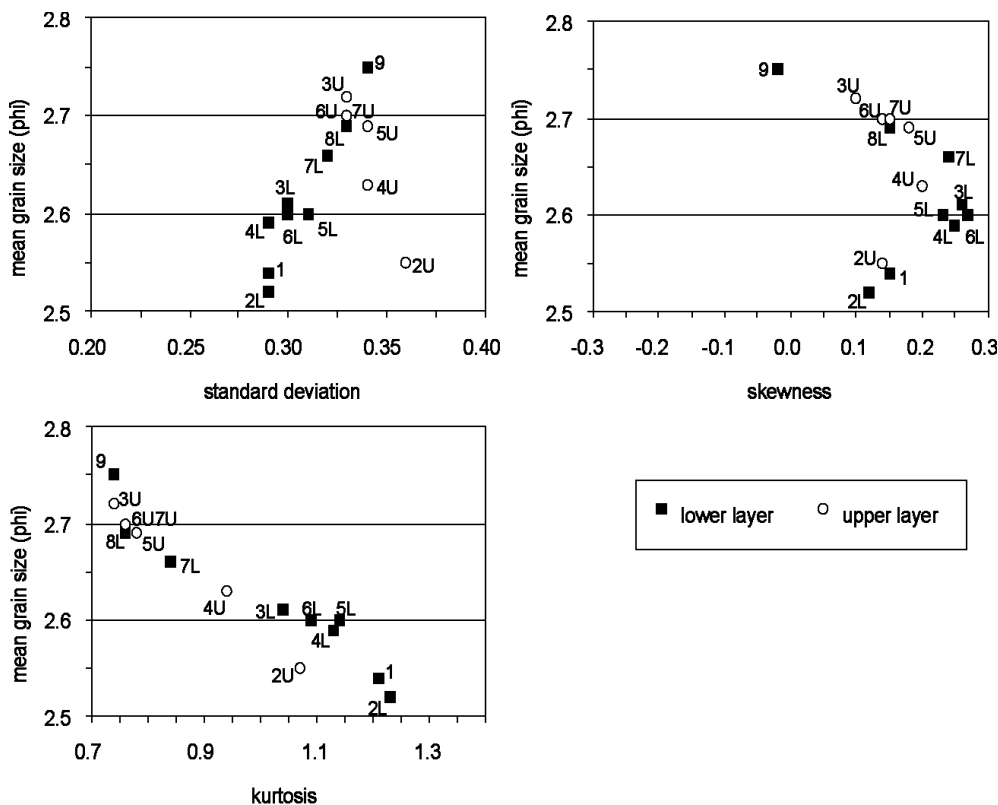 mean grain size (phi)
2.8
2.7
2.6
2.5
9
3U
6U 7U
8L 5U
7L
4U
3L
4L 6L 5L
1
2U
2L
0.20 0.25 0.30 0.35 0.40
standard deviation
mean grain size (phi)
2.8
2.7
2.6
2.5
9
3U
6U 7U
8L 5U
7L
4U
3L
5L
4L 6L
2U
1
2L
-0.3 -0.2 -0.1 0.0 0.1 0.2 0.3
skewness
mean grain size (phi)
2.8
2.7
2.6
2.5
9
3U
6U7U
8L 5U
7L
4U 3L 6L 5L
4L
2U 1
2L
0.7 0.9 1.1 1.3
kurtosis
lower layer upper layer